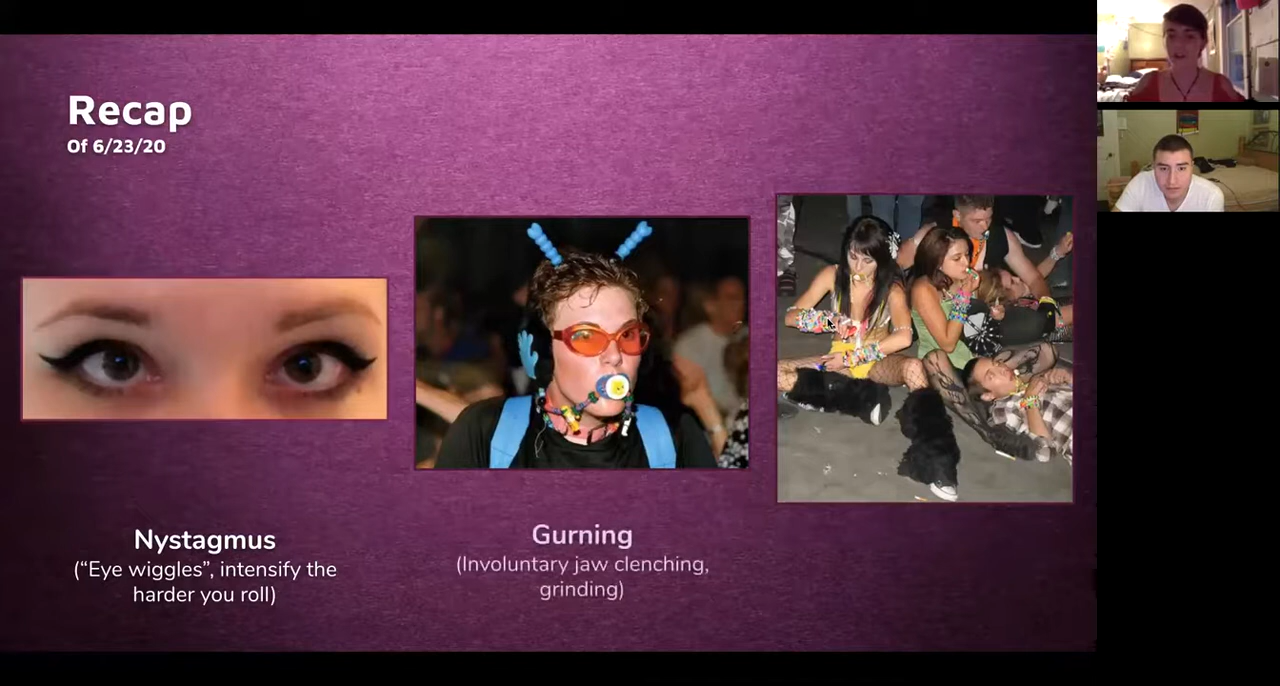 Recap
Of 6/23/20
Nystagmus
(“Eye wiggles”, intensify the
harder you roll)
Gurning
(Involuntary jaw clenching,
grinding)